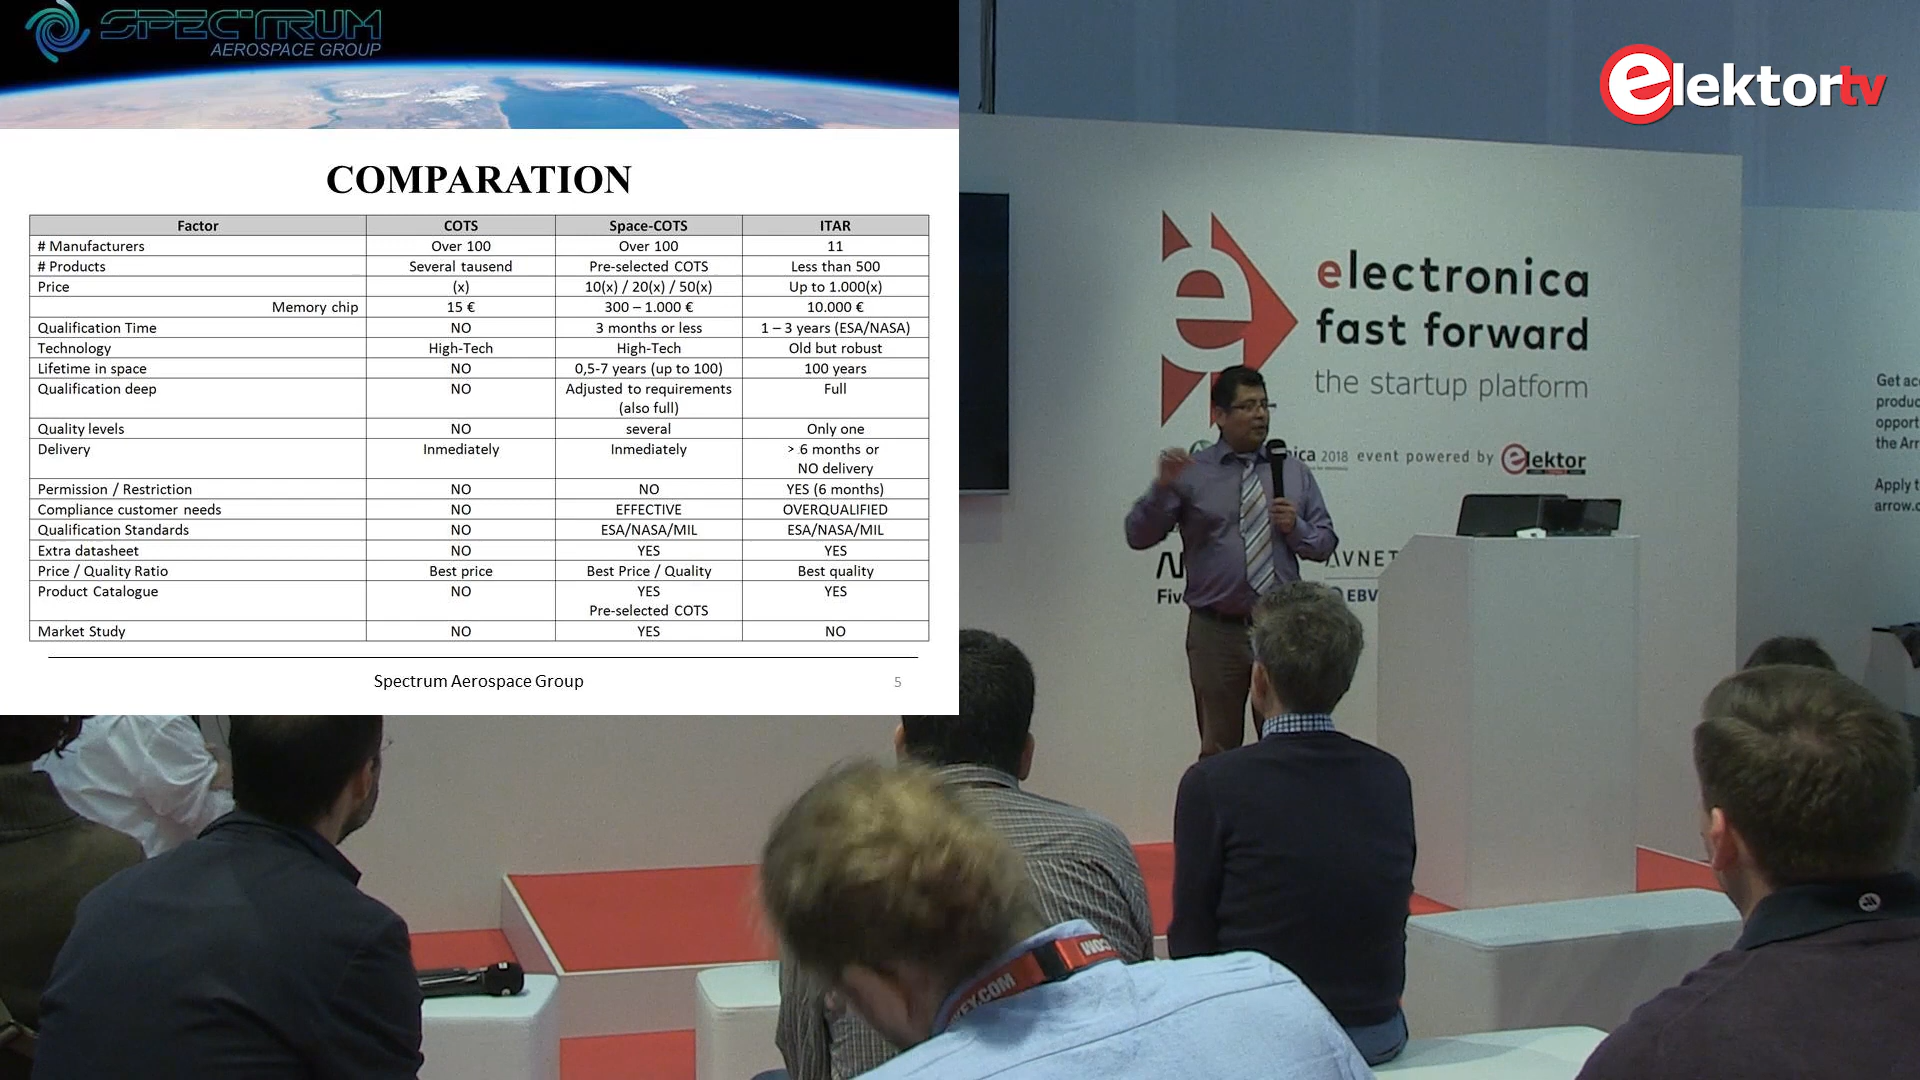 SPECTRUM
AEROSPACE GROUP
COMPARATION
Factor COTS Space-COTS ITAR
# Manufacturers Over 100 Over 100 11
# Products Several tausend Pre-selected COTS Less than 500
Price (x) 10(x) / 20(x) / 50(x) Up to 1.000(x)
Memory chip 15 € 300 – 1.000 € 10.000 €
Qualification Time NO 3 months or less 1 – 3 years (ESA/NASA)
Technology High-Tech High-Tech Old but robust
Lifetime in space NO 0,5-7 years (up to 100) 100 years
Qualification deep NO Adjusted to requirements Full
(also full)
Quality levels NO several Only one
Delivery Inmediately Inmediately > 6 months or
NO delivery
Permission / Restriction NO NO YES (6 months)
Compliance customer needs NO EFFECTIVE OVERQUALIFIED
Qualification Standards NO ESA/NASA/MIL ESA/NASA/MIL
Extra datasheet NO YES YES
Price / Quality Ratio Best price Best Price / Quality Best quality
Product Catalogue NO YES YES
Pre-selected COTS
Market Study NO YES NO
Spectrum Aerospace Group 5
elektortv
e
electronica
fast forward
the startup platform
2018 event powered by elektor
AVNET
EBV
Get
the
Apply
KEY.COM